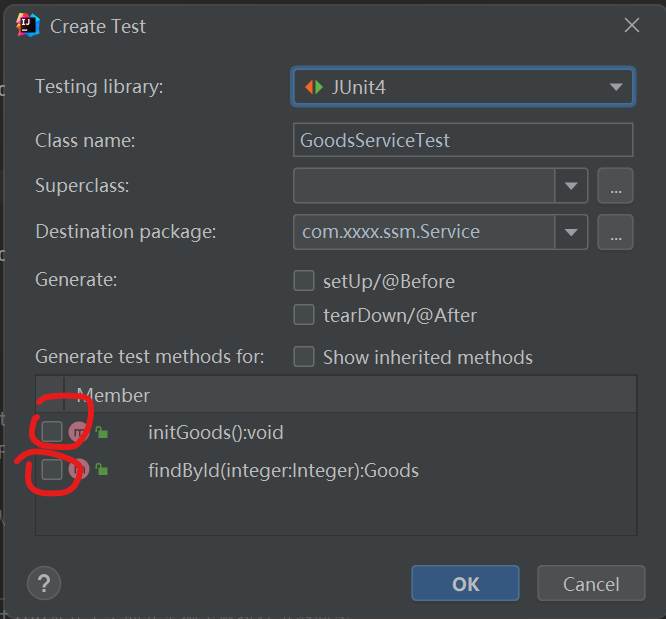 Create Test
Testing library:
JUnit4
Class name:
GoodsServiceTest
Superclass:
...
Destination package:
com.xxxx.ssm.Service
...
Generate:
setUp/@Before
tearDown/@After
Generate test methods for:
Show inherited methods
Member
m
initGoods():void
m
findById(integer:Integer):Goods
?
OK
Cancel